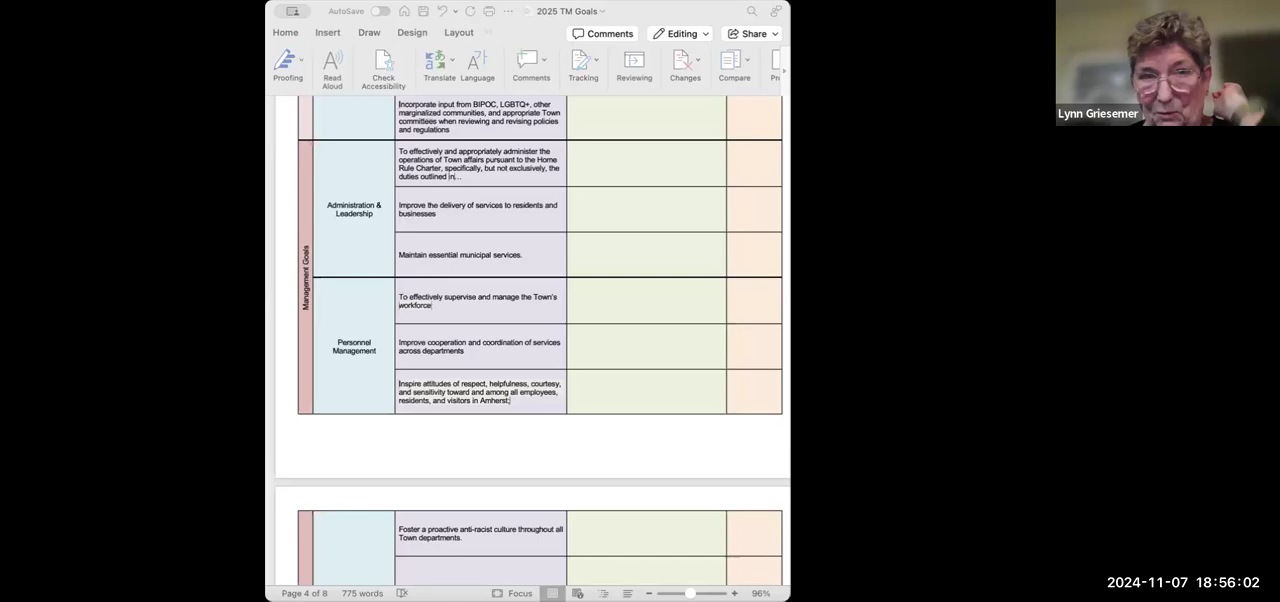 AutoSave
2025 TM Goals
Home Insert Draw Design Layout
Comments Editing Share
Proofing Read Aloud Check Accessibility Translate Language Comments Tracking Reviewing Changes Compare
Incorporate input from BIPOC, LGBTQ+, other
marginalized communities, and appropriate Town
committees when reviewing and revising policies
and regulations
Management Goals
Administration &
Leadership
To effectively and appropriately administer the
operations of Town affairs pursuant to the Home
Rule Charter, specifically, but not exclusively, the
duties outlined in...
Improve the delivery of services to residents and
businesses
Maintain essential municipal services.
Personnel
Management
To effectively supervise and manage the Town's
workforce
Improve cooperation and coordination of services
across departments
Inspire attitudes of respect, helpfulness, courtesy,
and sensitivity toward and among all employees,
residents, and visitors in Amherst;
Foster a proactive anti-racist culture throughout all
Town departments.
Page 4 of 8 775 words Focus 96%
Lynn Griesemer
2024-11-07 18:56:02